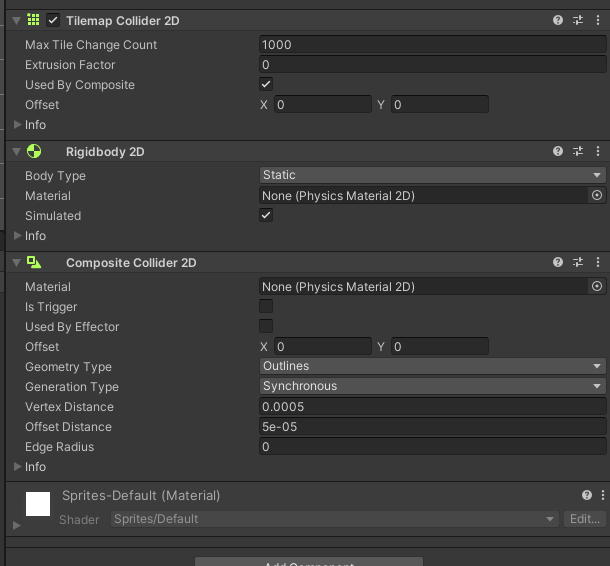 Tilemap Collider 2D
Max Tile Change Count 1000
Extrusion Factor 0
Used By Composite
Offset X 0 Y 0
Info
Rigidbody 2D
Body Type Static
Material None (Physics Material 2D)
Simulated
Info
Composite Collider 2D
Material None (Physics Material 2D)
Is Trigger
Used By Effector
Offset X 0 Y 0
Geometry Type Outlines
Generation Type Synchronous
Vertex Distance 0.0005
Offset Distance 5e-05
Edge Radius 0
Info
Sprites-Default (Material)
Shader Sprites/Default Edit...
Add Component